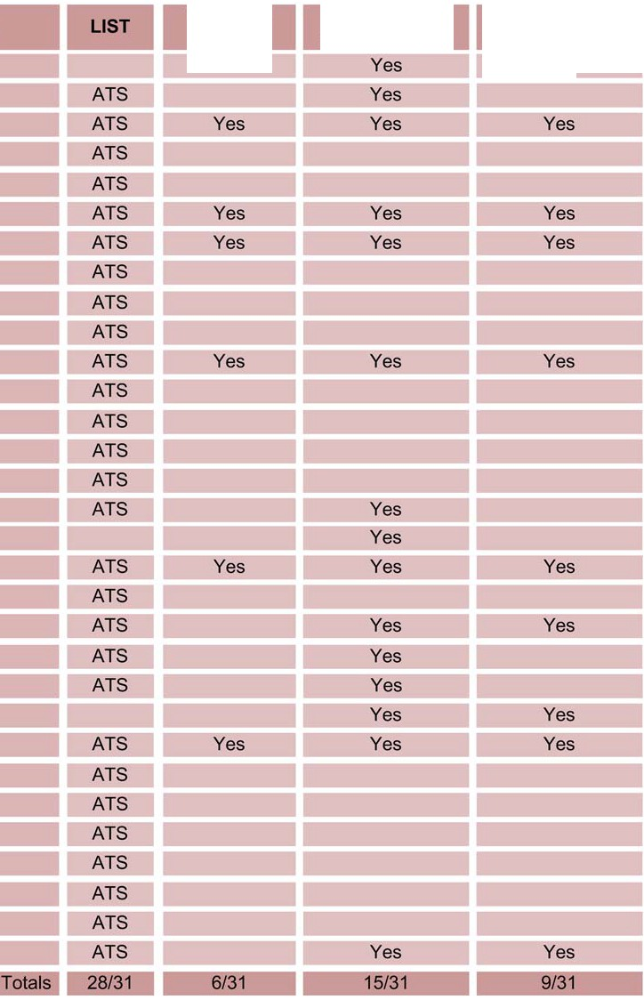 LIST
Yes
ATS Yes
ATS Yes Yes Yes
ATS
ATS
ATS Yes Yes Yes
ATS Yes Yes Yes
ATS
ATS
ATS
ATS Yes Yes Yes
ATS
ATS
ATS
ATS
ATS Yes
Yes
ATS Yes Yes Yes
ATS
ATS Yes Yes
ATS Yes
ATS Yes
Yes Yes
ATS Yes Yes Yes
ATS
ATS
ATS
ATS
ATS
ATS
ATS Yes Yes
Totals 28/31 6/31 15/31 9/31